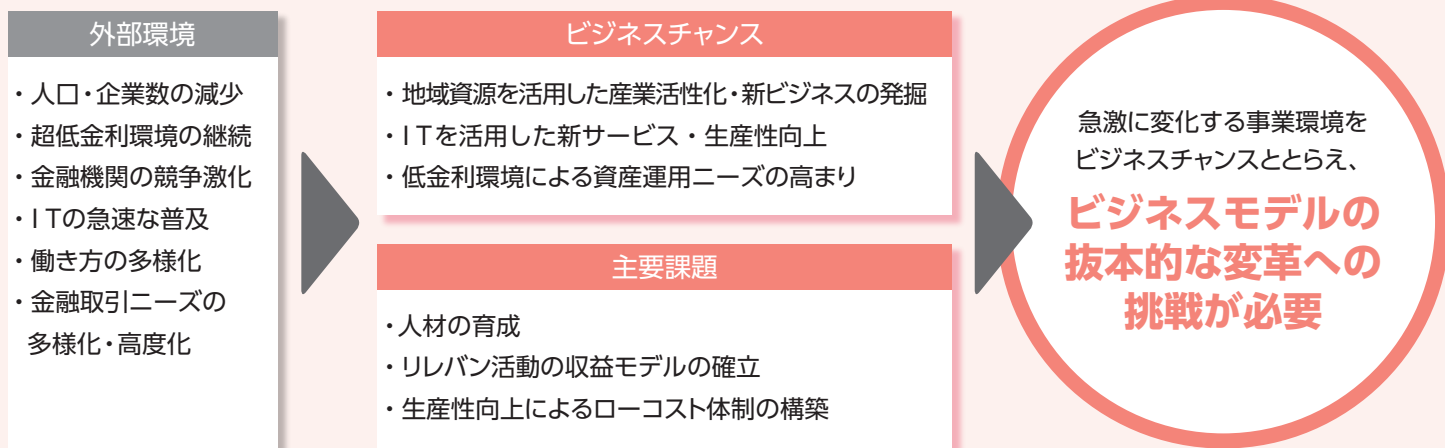 外部環境
・人口・企業数の減少
・超低金利環境の継続
・金融機関の競争激化
・ITの急速な普及
・働き方の多様化
・金融取引ニーズの
多様化・高度化
ビジネスチャンス
・地域資源を活用した産業活性化・新ビジネスの発掘
・ITを活用した新サービス・生産性向上
・低金利環境による資産運用ニーズの高まり
主要課題
・人材の育成
・リレバン活動の収益モデルの確立
・生産性向上によるローコスト体制の構築
急激に変化する事業環境を
ビジネスチャンスととらえ、
ビジネスモデルの
抜本的な変革への
挑戦が必要